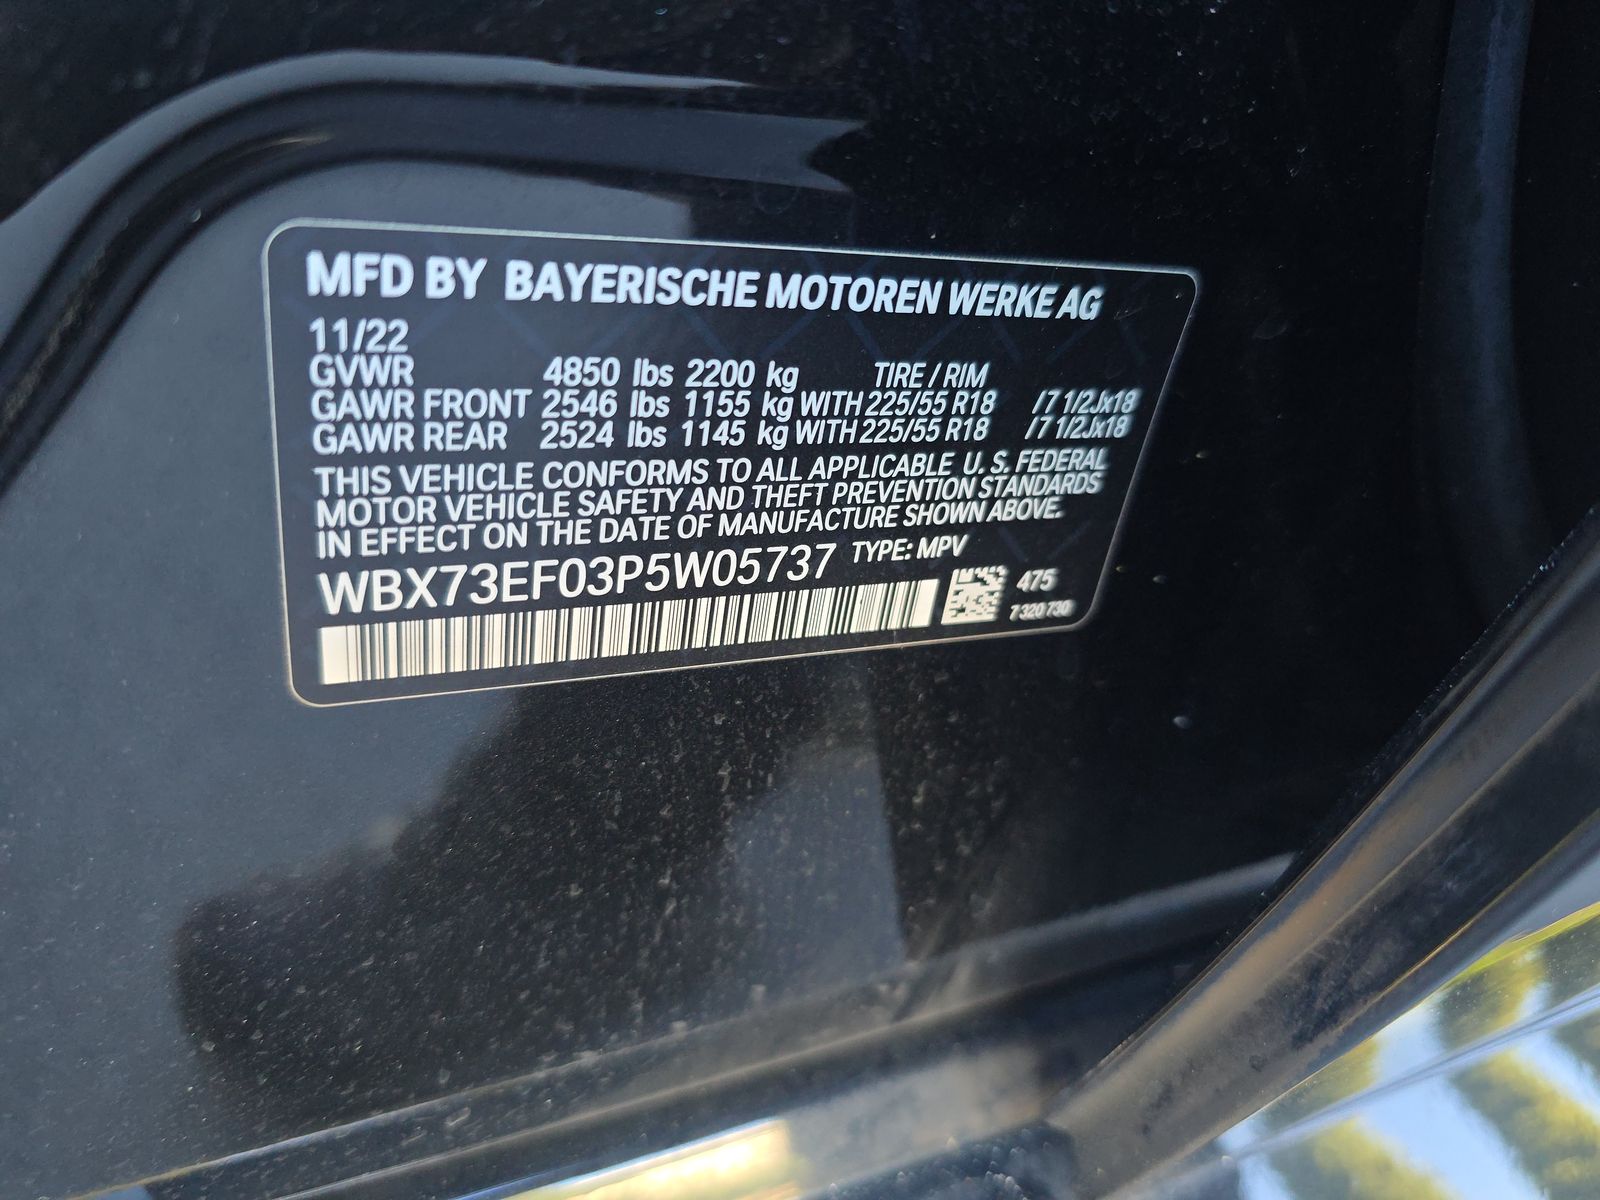 MFD BY BAYERISCHE MOTOREN WERKE AG
11/22
GVWR 4850 lbs 2200 kg TIRE / RIM
GAWR FRONT 2546 lbs 1155 kg WITH 225/55 R18 /7 1/2Jx18
GAWR REAR 2524 lbs 1145 kg WITH 225/55 R18 /7 1/2Jx18
THIS VEHICLE CONFORMS TO ALL APPLICABLE U. S. FEDERAL
MOTOR VEHICLE SAFETY AND THEFT PREVENTION STANDARDS
IN EFFECT ON THE DATE OF MANUFACTURE SHOWN ABOVE.
WBX73EF03P5W05737 TYPE: MPV
475
7 320 730